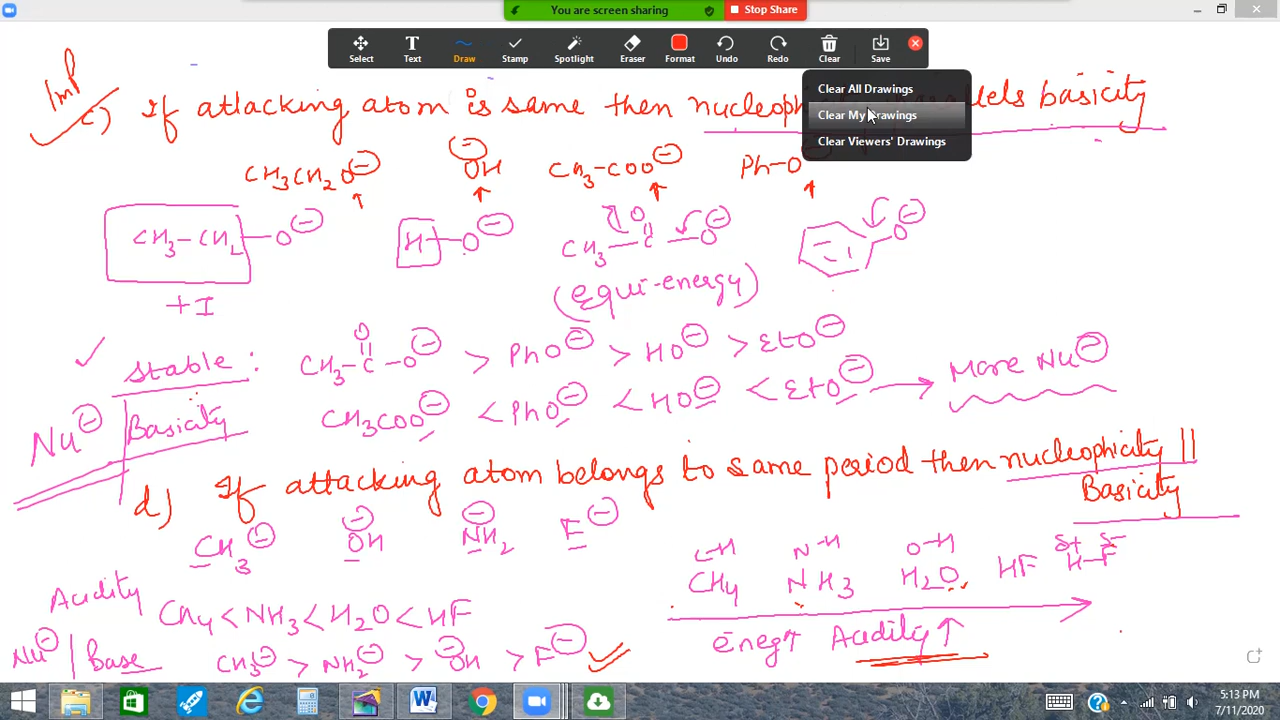 You are screen sharing Stop Share
Select Text Draw Stamp Spotlight Eraser Format Undo Redo Clear Save
Clear All Drawings
Clear My Drawings
Clear Viewers' Drawings
Imp
c) If attacking atom is same then nucleoph parallels basicity
CH3CH2O⊖ ⊖OH CH3-COO⊖ Ph-O
CH3-CH2-O⊖ H-O⊖ CH3-C-O⊖ O O⊖
+I (equi-energy)
Stable : CH3-C-O⊖ > PhO⊖ > HO⊖ > EtO⊖
O
Nu⊖ | Basicity CH3COO⊖ < PhO⊖ < HO⊖ < EtO⊖ → More Nu⊖
d) If attacking atom belongs to same period then nucleophicity ||
Basicity
CH3⊖ ⊖OH ⊖NH2 F⊖
C-H N-H O-H δ+ δ-
CH4 NH3 H2O HF H-F
Acidity
CH4 < NH3 < H2O < HF
Eneg↑ Acidity ↑
Nu⊖ | Base CH3⊖ > NH2⊖ > ⊖OH > F⊖
5:13 PM
7/11/2020